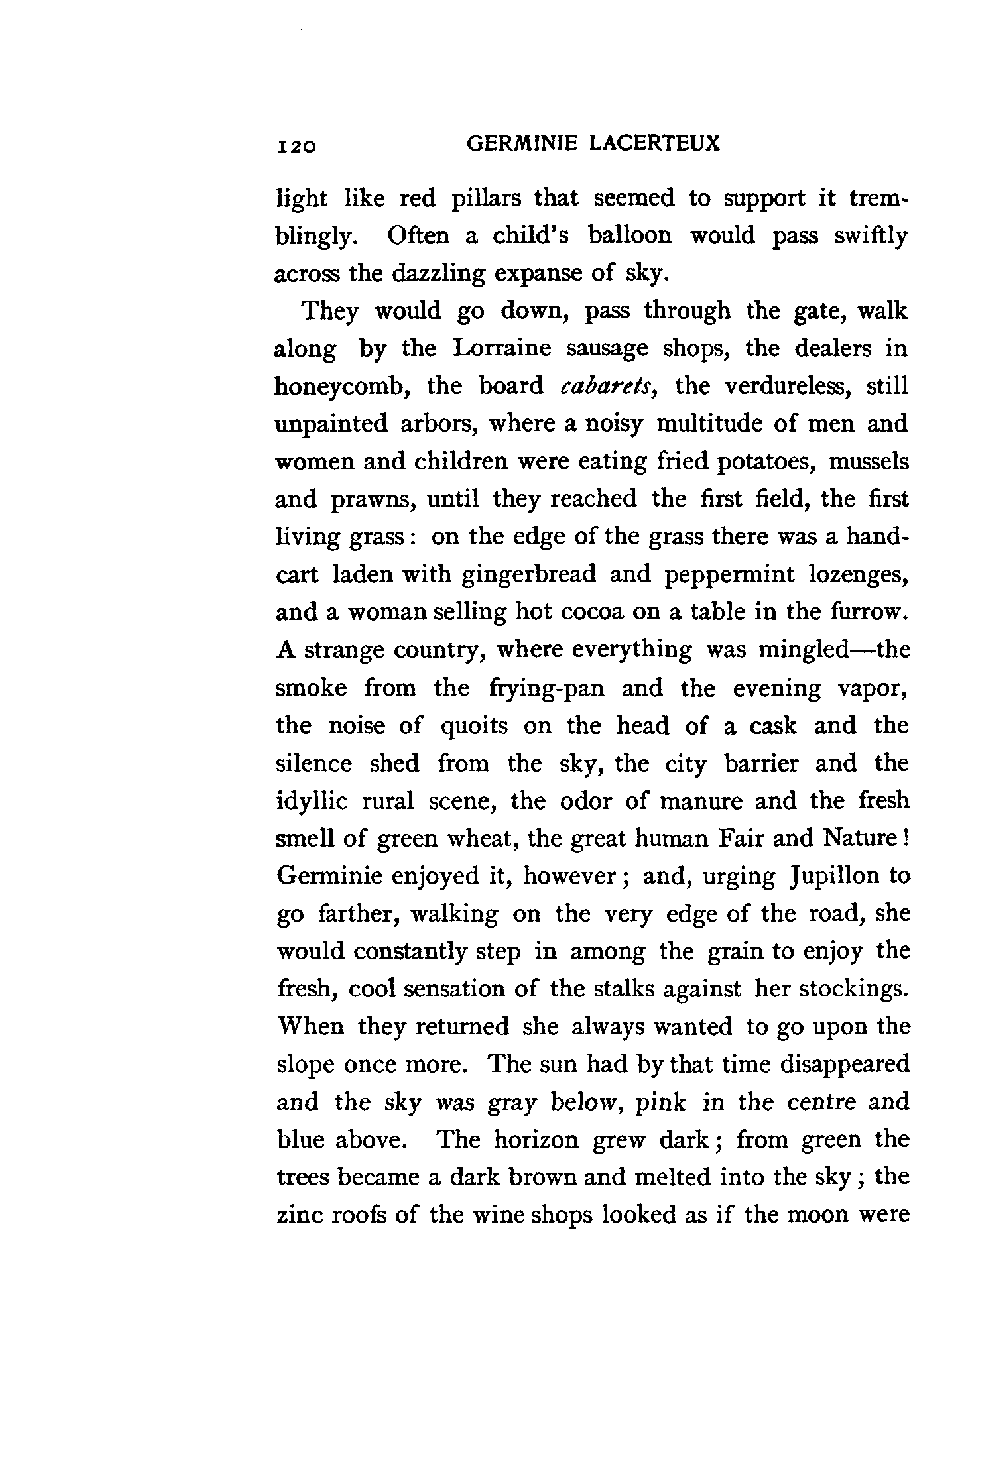 120 GERMINIE LACERTEUX
light like red pillars that seemed to support it trem-
blingly. Often a child's balloon would pass swiftly
across the dazzling expanse of sky.
They would go down, pass through the gate, walk
along by the Lorraine sausage shops, the dealers in
honeycomb, the board cabarets, the verdureless, still
unpainted arbors, where a noisy multitude of men and
women and children were eating fried potatoes, mussels
and prawns, until they reached the first field, the first
living grass : on the edge of the grass there was a hand-
cart laden with gingerbread and peppermint lozenges,
and a woman selling hot cocoa on a table in the furrow.
A strange country, where everything was mingled—the
smoke from the frying-pan and the evening vapor,
the noise of quoits on the head of a cask and the
silence shed from the sky, the city barrier and the
idyllic rural scene, the odor of manure and the fresh
smell of green wheat, the great human Fair and Nature !
Germinie enjoyed it, however ; and, urging Jupillon to
go farther, walking on the very edge of the road, she
would constantly step in among the grain to enjoy the
fresh, cool sensation of the stalks against her stockings.
When they returned she always wanted to go upon the
slope once more. The sun had by that time disappeared
and the sky was gray below, pink in the centre and
blue above. The horizon grew dark ; from green the
trees became a dark brown and melted into the sky ; the
zinc roofs of the wine shops looked as if the moon were